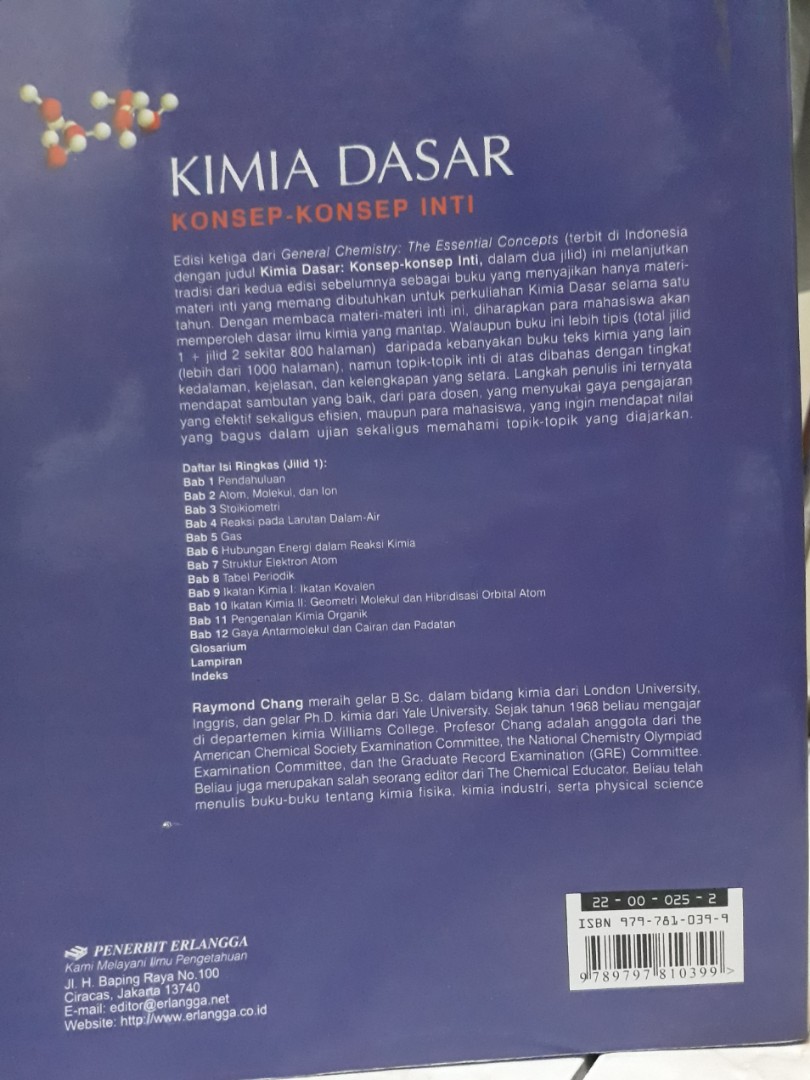 KIMIA DASAR
KONSEP-KONSEP INTI
Edisi ketiga dari General Chemistry: The Essential Concepts (terbit di Indonesia
dengan judul Kimia Dasar: Konsep-konsep Inti, dalam dua jilid) ini melanjutkan
tradisi dari kedua edisi sebelumnya sebagai buku yang menyajikan hanya materi-
materi inti yang memang dibutuhkan untuk perkuliahan Kimia Dasar selama satu
tahun. Dengan membaca materi-materi inti ini, diharapkan para mahasiswa akan
memperoleh dasar ilmu kimia yang mantap. Walaupun buku ini lebih tipis (total jilid
1 + jilid 2 sekitar 800 halaman) daripada kebanyakan buku teks kimia yang lain
(lebih dari 1000 halaman), namun topik-topik inti di atas dibahas dengan tingkat
kedalaman, kejelasan, dan kelengkapan yang setara. Langkah penulis ini ternyata
mendapat sambutan yang baik, dari para dosen, yang menyukai gaya pengajaran
yang efektif sekaligus efisien, maupun para mahasiswa, yang ingin mendapat nilai
yang bagus dalam ujian sekaligus memahami topik-topik yang diajarkan.
Daftar Isi Ringkas (Jilid 1):
Bab 1 Pendahuluan
Bab 2 Atom, Molekul, dan Ion
Bab 3 Stoikiometri
Bab 4 Reaksi pada Larutan Dalam-Air
Bab 5 Gas
Bab 6 Hubungan Energi dalam Reaksi Kimia
Bab 7 Struktur Elektron Atom
Bab 8 Tabel Periodik
Bab 9 Ikatan Kimia I: Ikatan Kovalen
Bab 10 Ikatan Kimia II: Geometri Molekul dan Hibridisasi Orbital Atom
Bab 11 Pengenalan Kimia Organik
Bab 12 Gaya Antarmolekul dan Cairan dan Padatan
Glosarium
Lampiran
Indeks
Raymond Chang meraih gelar B.Sc. dalam bidang kimia dari London University,
Inggris, dan gelar Ph.D. kimia dari Yale University. Sejak tahun 1968 beliau mengajar
di departemen kimia Williams College. Profesor Chang adalah anggota dari the
American Chemical Society Examination Committee, the National Chemistry Olympiad
Examination Committee, dan the Graduate Record Examination (GRE) Committee.
Beliau juga merupakan salah seorang editor dari The Chemical Educator. Beliau telah
menulis buku-buku tentang kimia fisika, kimia industri, serta physical science
22 - 00 - 025 - 2
ISBN 979-781-039-9
9 789797 810399 >
PENERBIT ERLANGGA
Kami Melayani Ilmu Pengetahuan
Jl. H. Baping Raya No.100
Ciracas, Jakarta 13740
E-mail: editor@erlangga.net
Website: http://www.erlangga.co.id